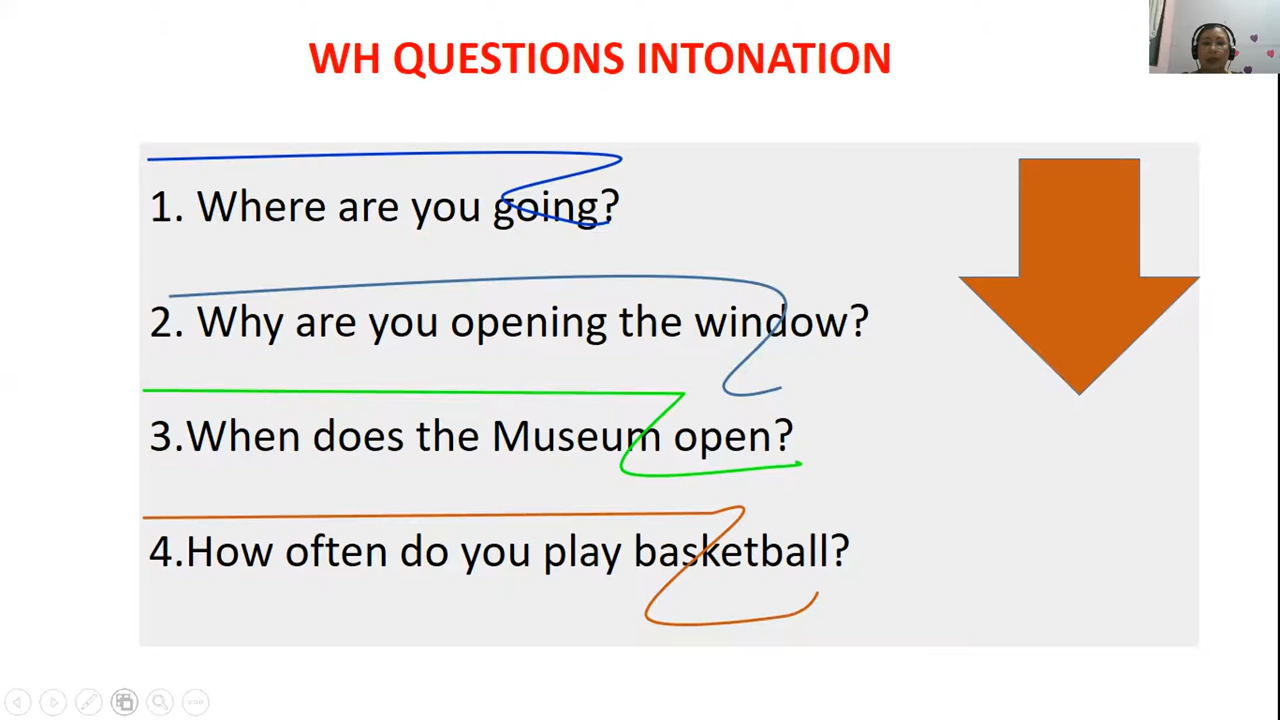 WH QUESTIONS INTONATION
1. Where are you going?
2. Why are you opening the window?
3.When does the Museum open?
4.How often do you play basketball?